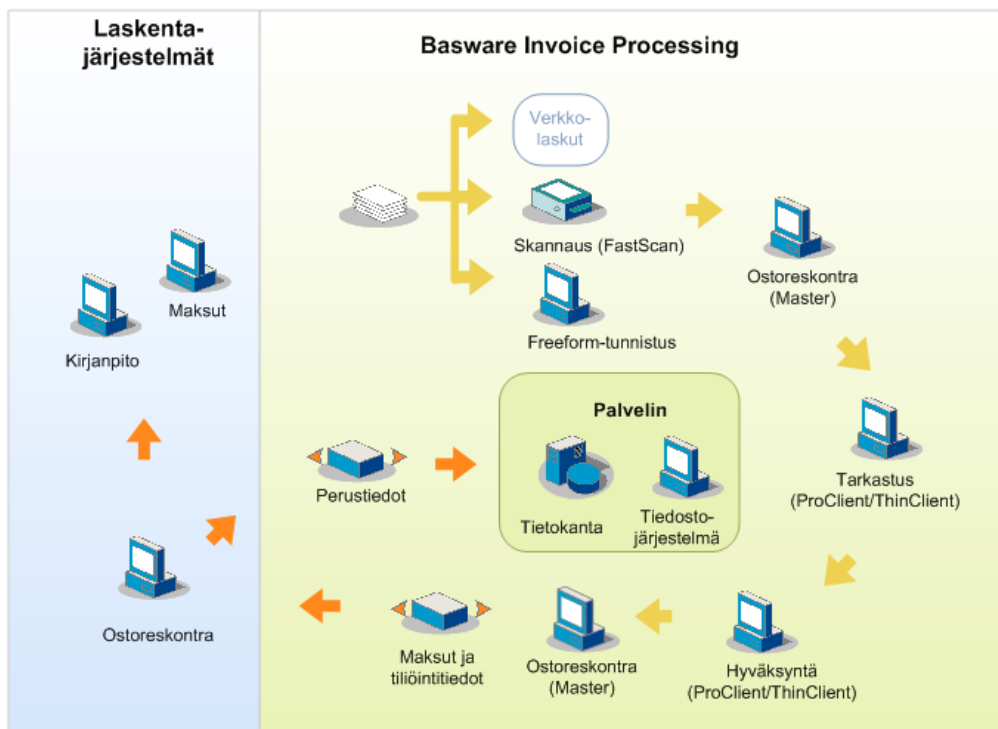 Laskenta-
järjestelmät
Basware Invoice Processing
Verkko-
laskut
Skannaus (FastScan)
Ostoreskontra
(Master)
Maksut
Kirjanpito
Freeform-tunnistus
Palvelin
Perustiedot
Tietokanta
Tiedosto-
järjestelmä
Tarkastus
(ProClient/ThinClient)
Ostoreskontra
Maksut ja
tiliöintitiedot
Ostoreskontra
(Master)
Hyväksyntä
(ProClient/ThinClient)